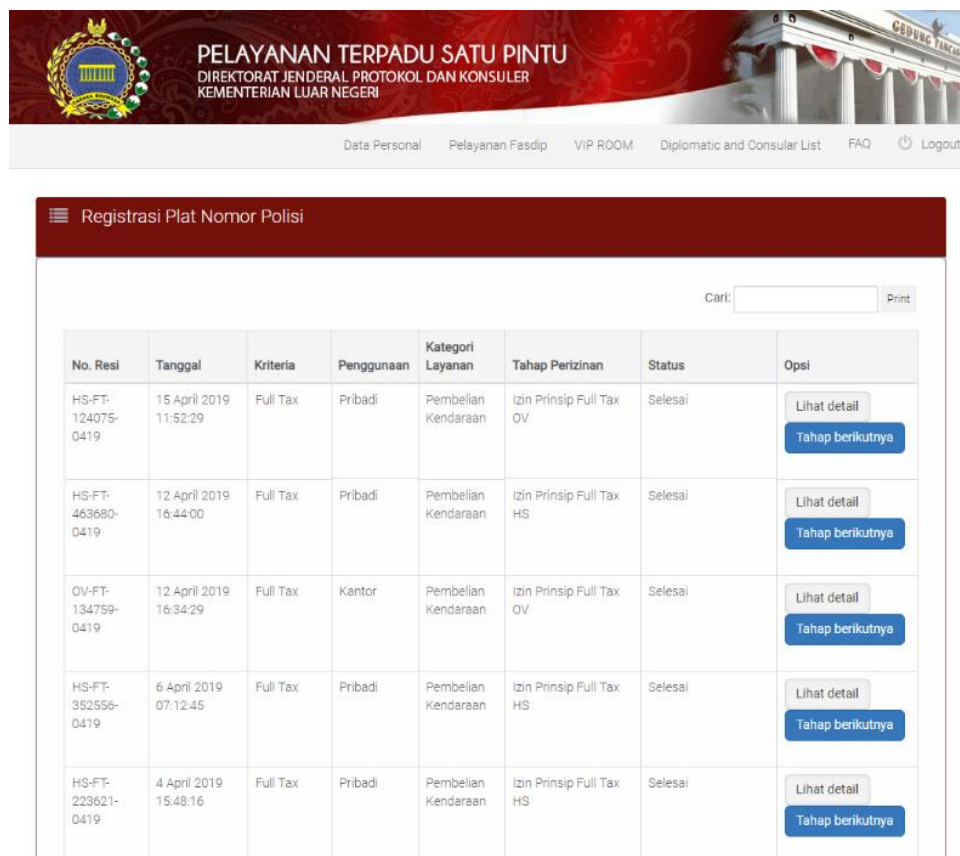 PELAYANAN TERPADU SATU PINTU
DIREKTORAT JENDERAL PROTOKOL DAN KONSULER
KEMENTERIAN LUAR NEGERI
GEDUNG PANCAS
Data Personal Pelayanan Fasdip VIP ROOM Diplomatic and Consular List FAQ Logout
Registrasi Plat Nomor Polisi
Cari: Print
No. Resi Tanggal Kriteria Penggunaan Kategori Layanan Tahap Perizinan Status Opsi
HS-FT-124075-0419 15 April 2019 11:52:29 Full Tax Pribadi Pembelian Kendaraan Izin Prinsip Full Tax OV Selesai Lihat detail Tahap berikutnya
HS-FT-463680-0419 12 April 2019 16:44:00 Full Tax Pribadi Pembelian Kendaraan Izin Prinsip Full Tax HS Selesai Lihat detail Tahap berikutnya
OV-FT-134759-0419 12 April 2019 16:34:29 Full Tax Kantor Pembelian Kendaraan Izin Prinsip Full Tax OV Selesai Lihat detail Tahap berikutnya
HS-FT-352556-0419 6 April 2019 07:12:45 Full Tax Pribadi Pembelian Kendaraan Izin Prinsip Full Tax HS Selesai Lihat detail Tahap berikutnya
HS-FT-223621-0419 4 April 2019 15:48:16 Full Tax Pribadi Pembelian Kendaraan Izin Prinsip Full Tax HS Selesai Lihat detail Tahap berikutnya